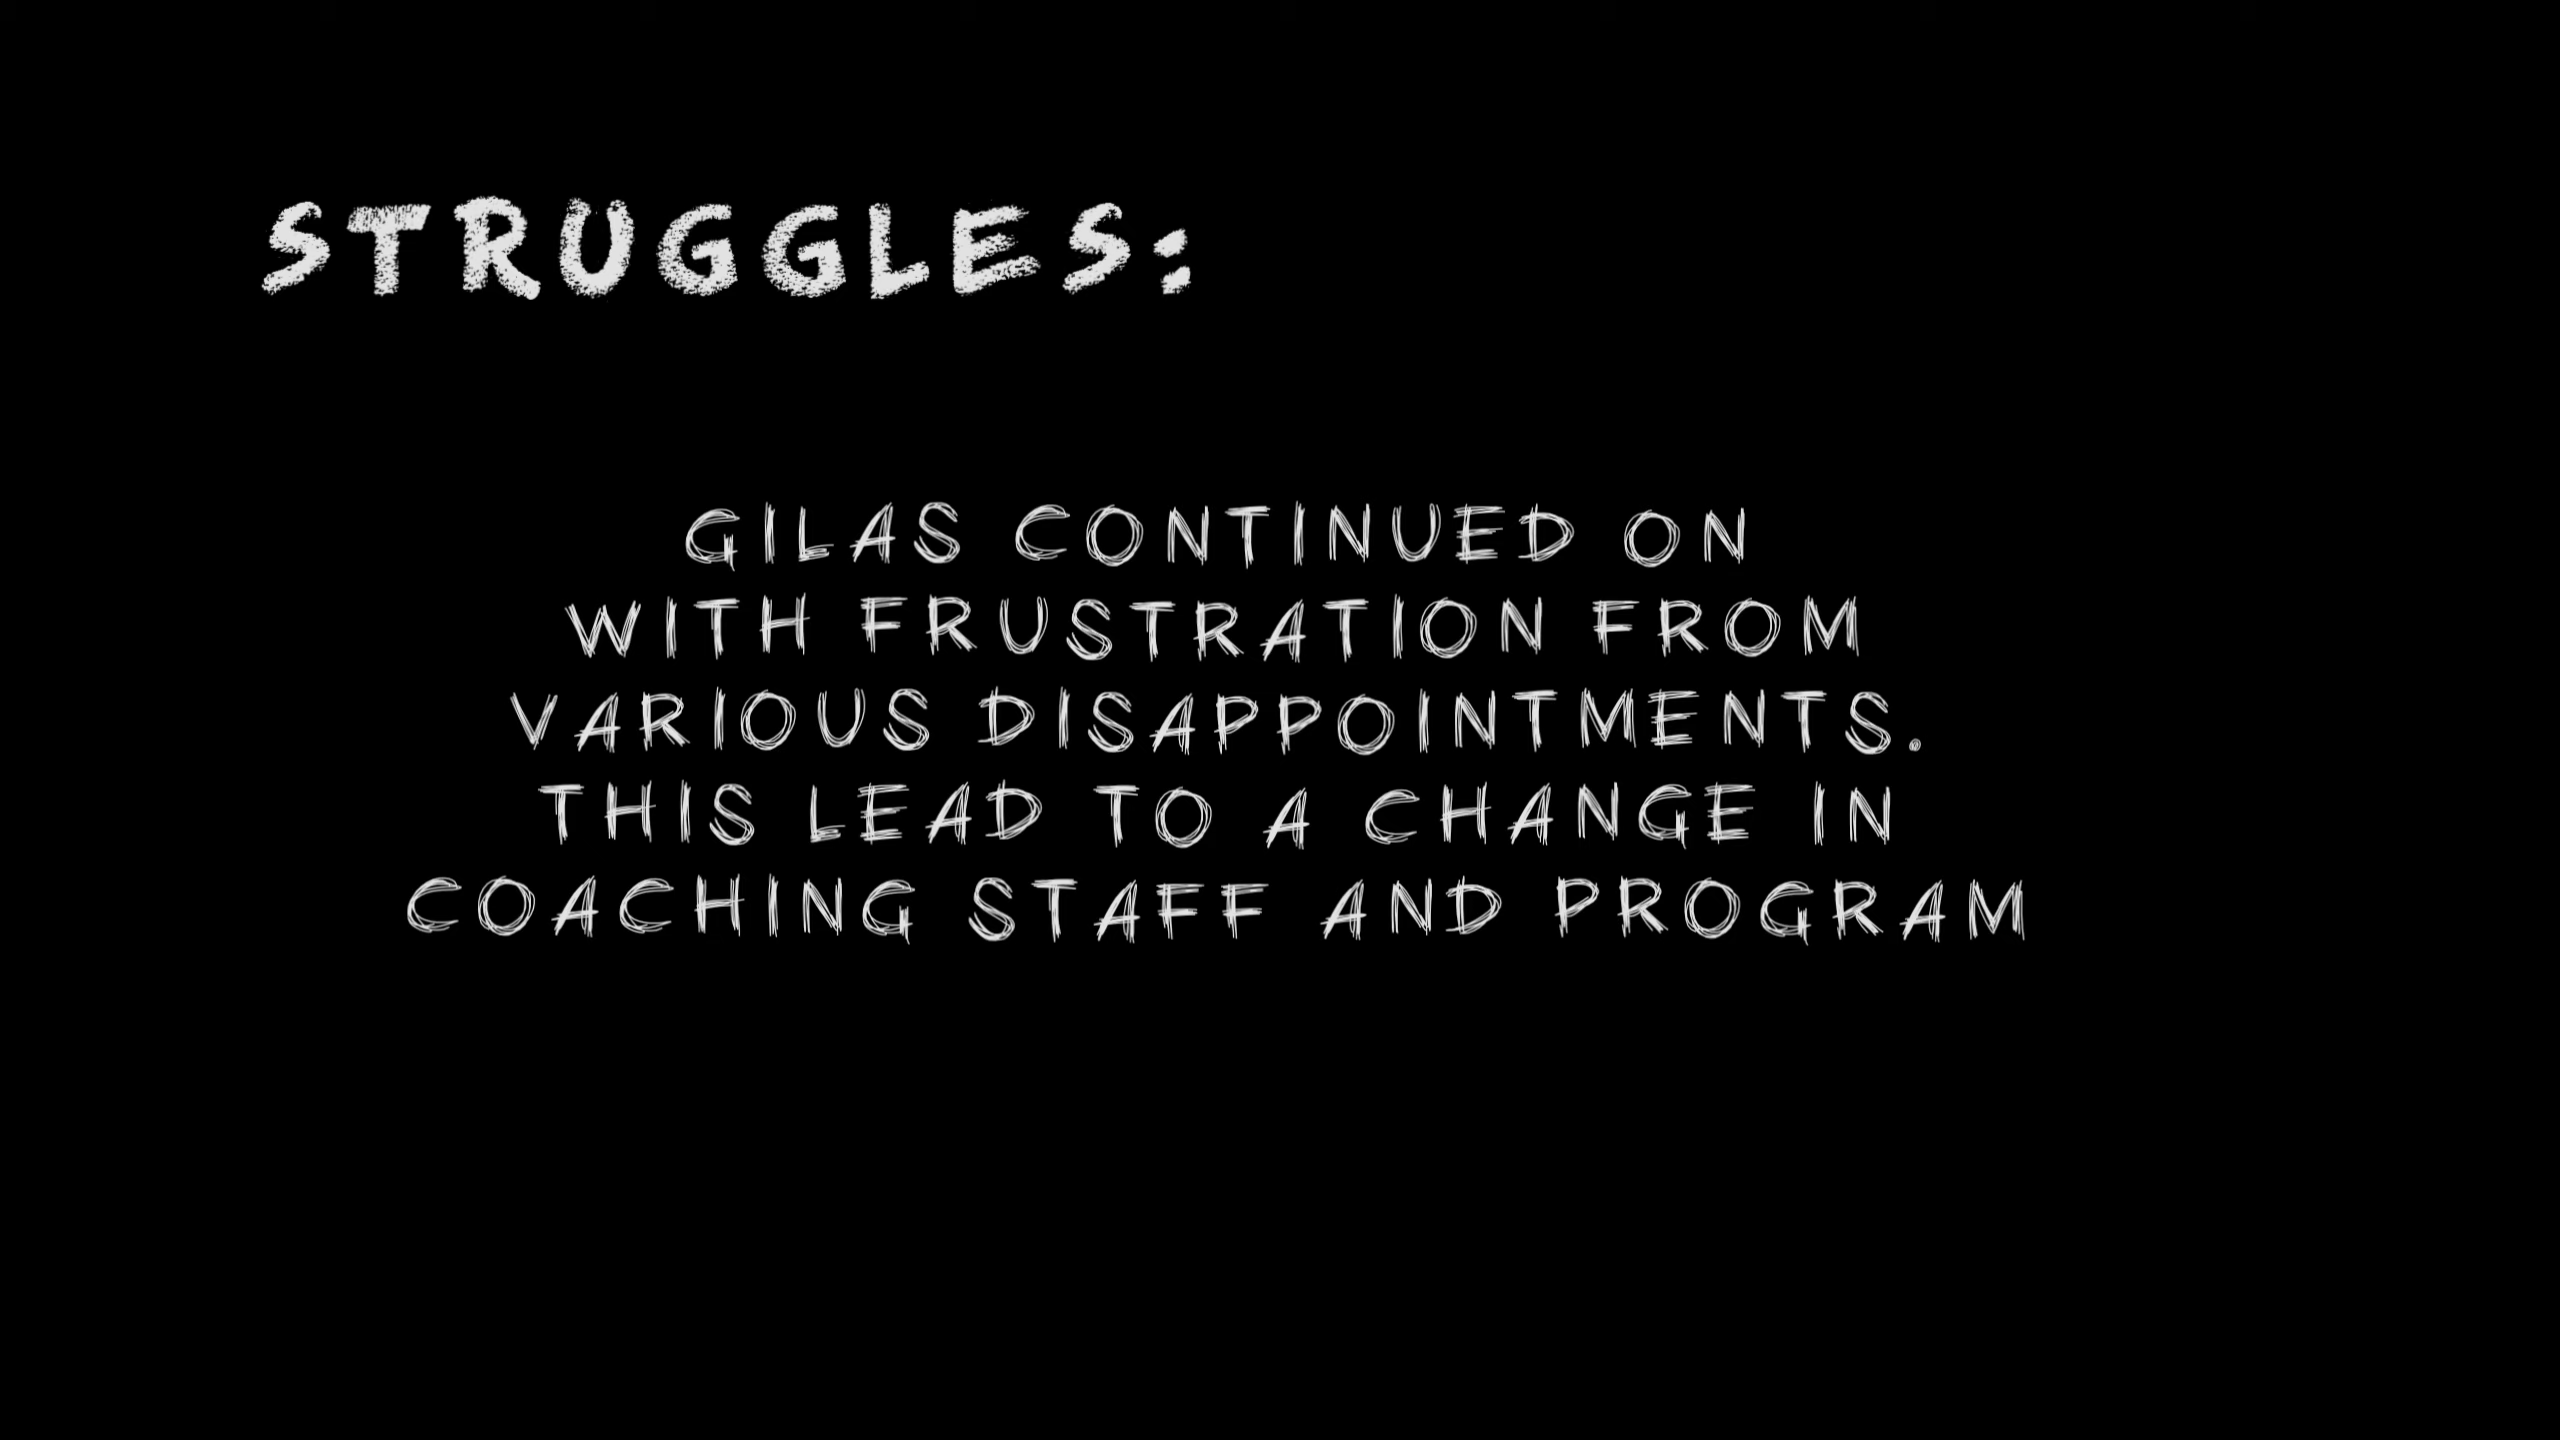 STRUGGLES:
GILAS CONTINUED ON
WITH FRUSTRATION FROM
VARIOUS DISAPPOINTMENTS.
THIS LEAD TO A CHANGE IN
COACHING STAFF AND PROGRAM